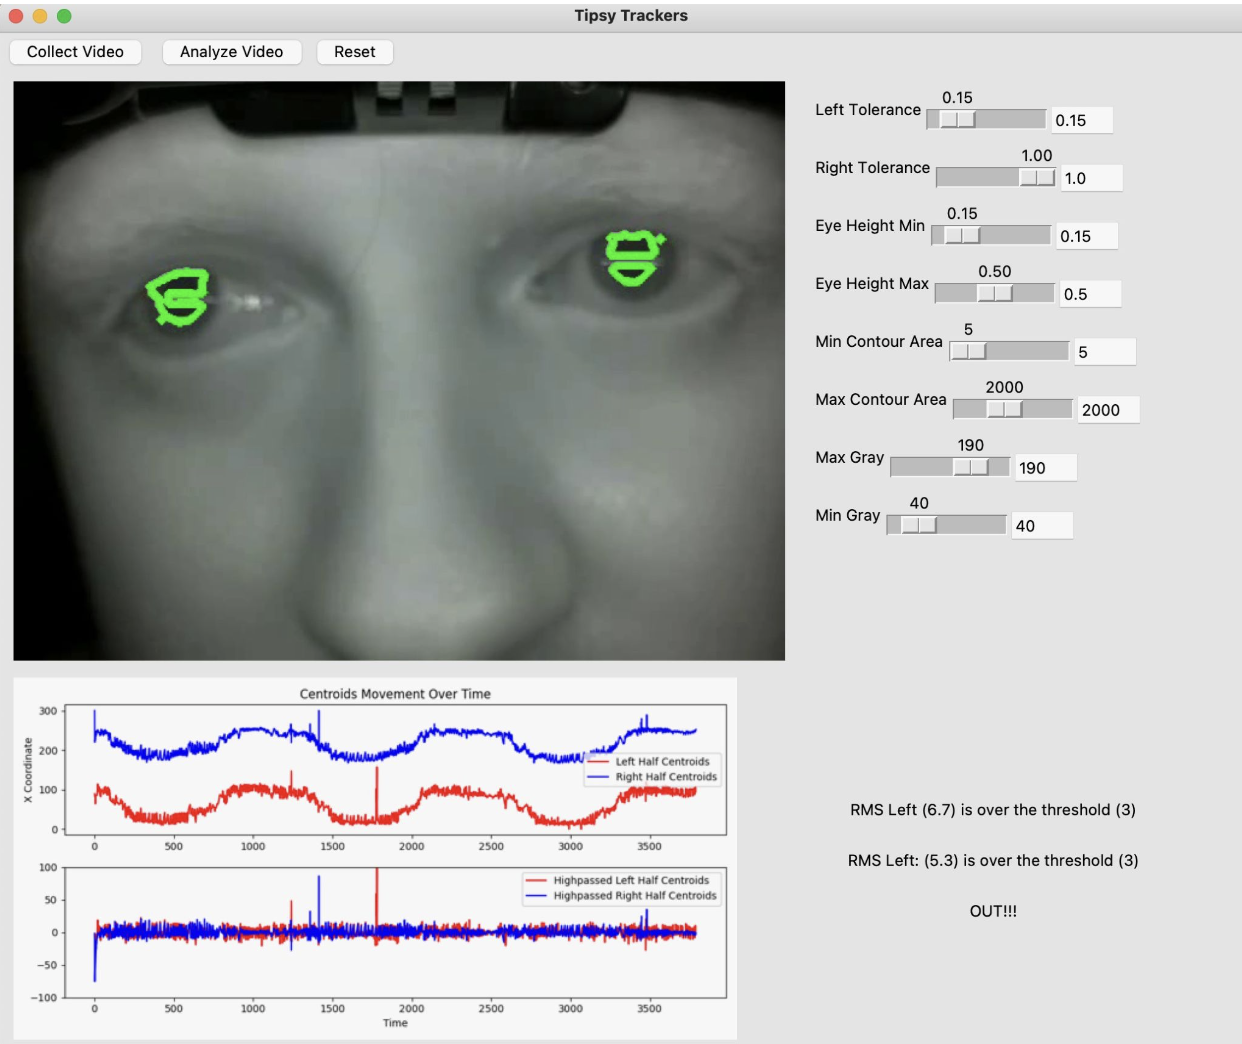 Tipsy Trackers
Collect Video Analyze Video Reset
0.15
Left Tolerance 0.15
1.00
Right Tolerance 1.0
0.15
Eye Height Min 0.15
0.50
Eye Height Max 0.5
5
Min Contour Area 5
2000
Max Contour Area 2000
190
Max Gray 190
40
Min Gray 40
Centroids Movement Over Time
300
200
100
0
X Coordinate
Left Half Centroids
Right Half Centroids
0 500 1000 1500 2000 2500 3000 3500
100
50
0
−50
−100
Highpassed Left Half Centroids
Highpassed Right Half Centroids
0 500 1000 1500 2000 2500 3000 3500
Time
RMS Left (6.7) is over the threshold (3)
RMS Left: (5.3) is over the threshold (3)
OUT!!!